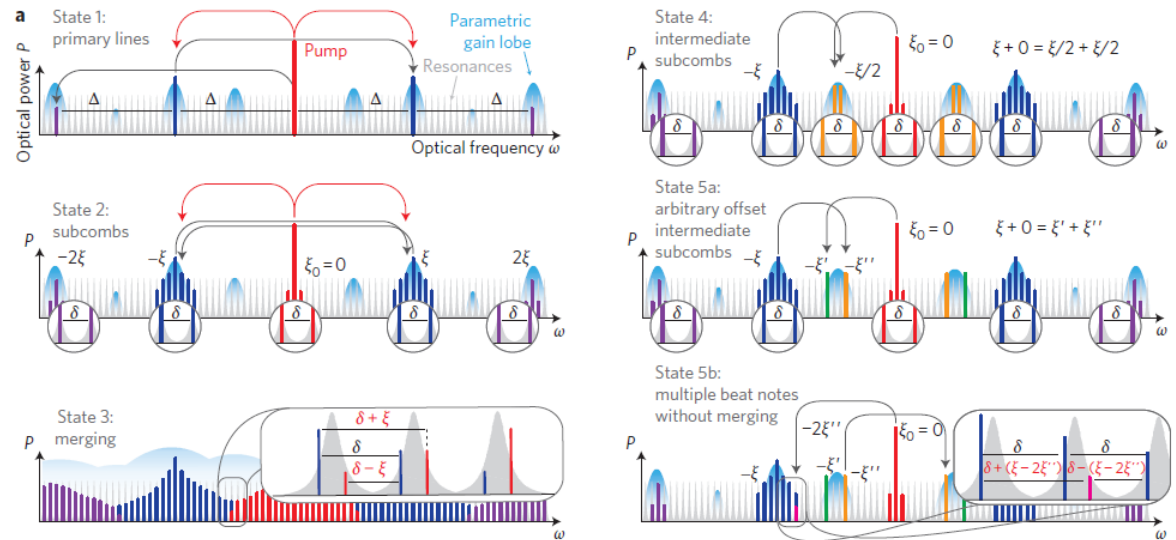 a
State 1:
primary lines
Parametric
gain lobe
Pump
Resonances
Optical power P
Δ Δ Δ Δ
Optical frequency ω
State 2:
subcombs
P
−2ξ −ξ ξ₀ = 0 ξ 2ξ
δ δ δ δ δ
ω
State 3:
merging
P
δ + ξ
δ
δ − ξ
ω
State 4:
intermediate
subcombs
ξ₀ = 0
ξ + 0 = ξ/2 + ξ/2
P
−ξ −ξ/2
δ δ δ δ δ δ δ
ω
State 5a:
arbitrary offset
intermediate
subcombs
ξ₀ = 0
ξ + 0 = ξ′ + ξ′′
P
−ξ −ξ′ −ξ′′
δ δ δ δ δ
ω
State 5b:
multiple beat notes
without merging
P
−2ξ′′ ξ₀ = 0
−ξ −ξ′ −ξ′′
δ δ
δ + (ξ − 2ξ′′) δ − (ξ − 2ξ′′)
ω